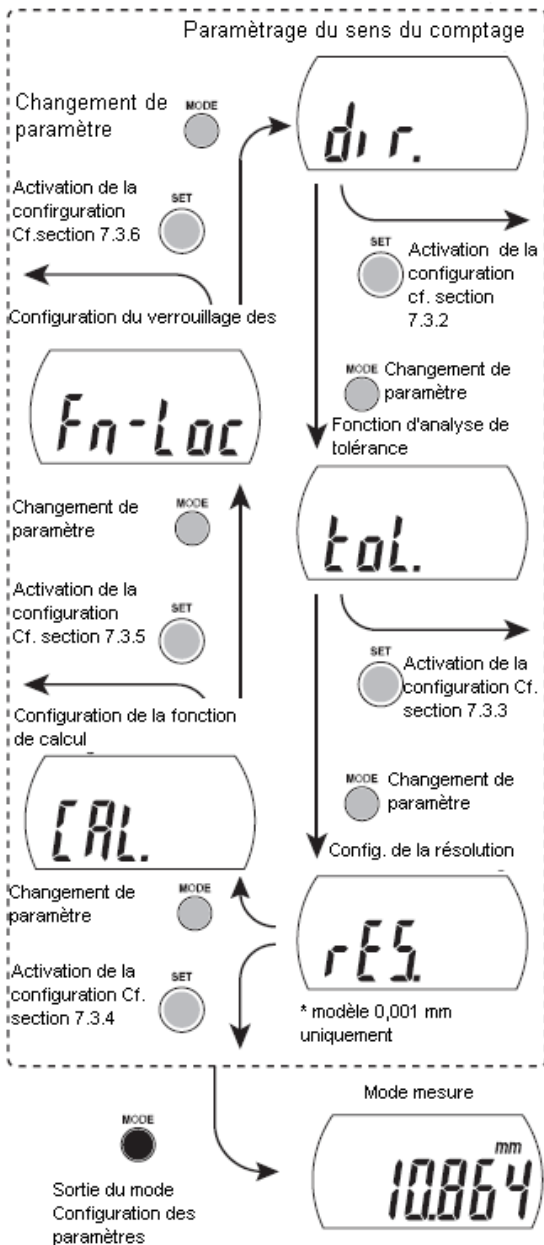 Paramètrage du sens du comptage
Changement de
paramètre
MODE
dir.
Activation de la
confirguration
Cf.section 7.3.6
SET
SET
Activation de la
configuration
cf. section
7.3.2
Configuration du verrouillage des
Fn-Loc
MODE
Changement de
paramètre
Fonction d'analyse de
tolérance
tol.
Changement de
paramètre
MODE
Activation de la
configuration
Cf. section 7.3.5
SET
SET
Activation de la
configuration Cf.
section 7.3.3
Configuration de la fonction
de calcul
CAL.
MODE
Changement de
paramètre
Config. de la résolution
rES.
* modèle 0,001 mm
uniquement
Changement de
paramètre
MODE
Activation de la
configuration Cf.
section 7.3.4
SET
Mode mesure
mm
10.864
MODE
Sortie du mode
Configuration des
paramètres